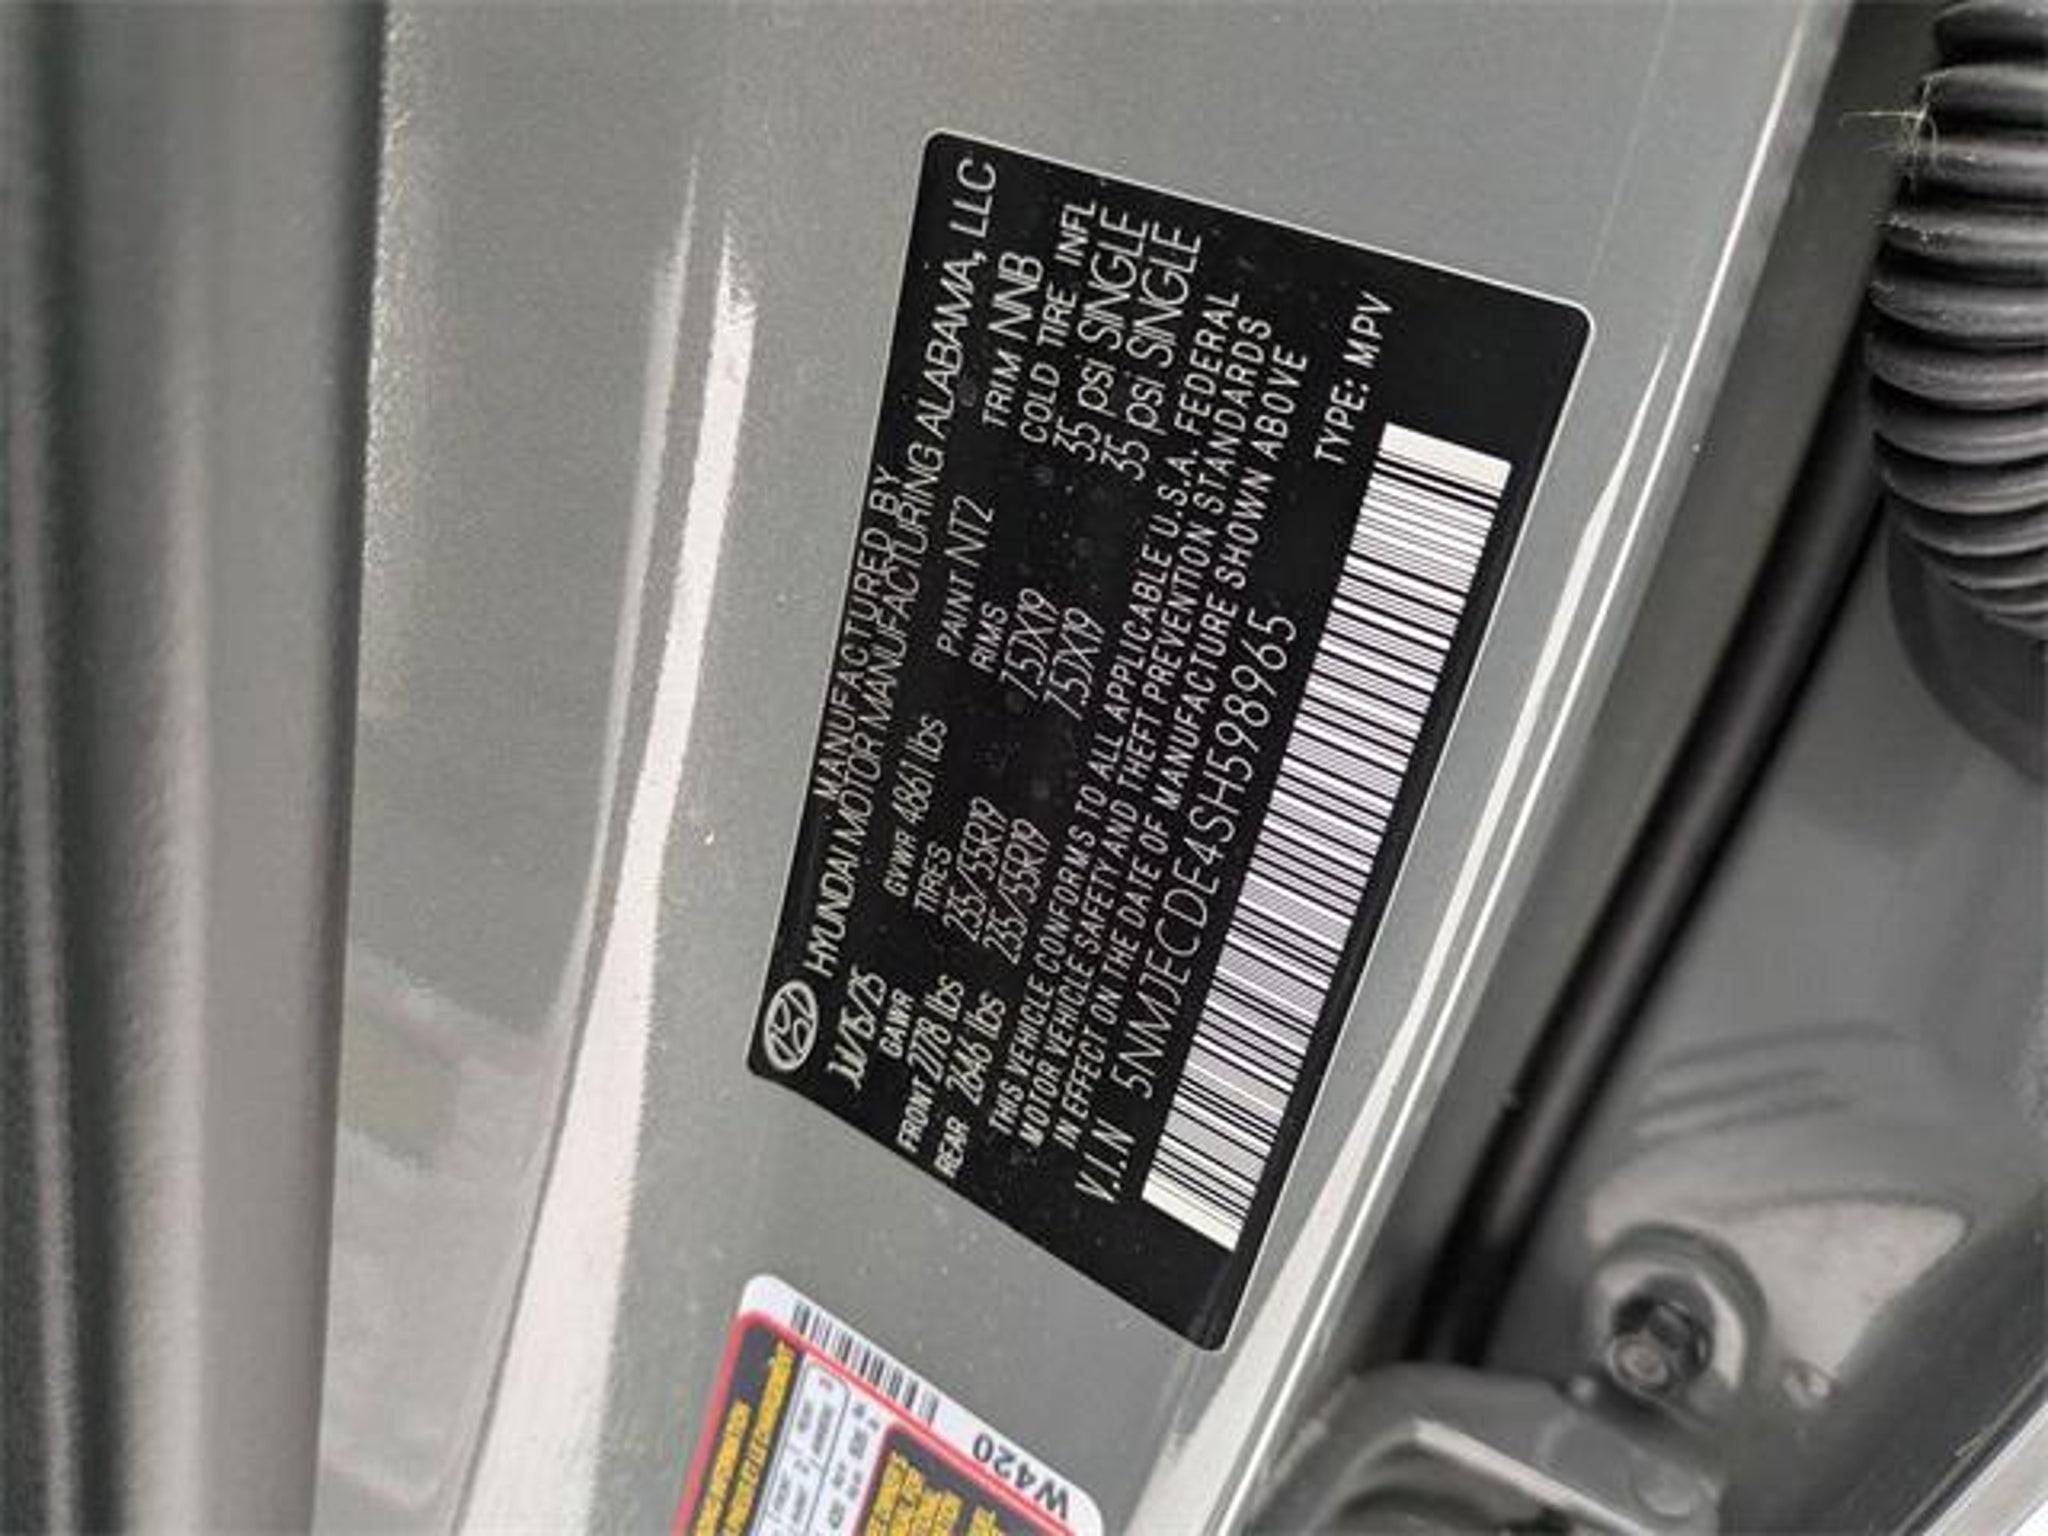 MANUFACTURED BY
HYUNDAI MOTOR MANUFACTURING ALABAMA, LLC
GVWR 4861 lbs PAINT NT2 TRIM NNB
GAWR TIRES RIMS COLD TIRE INFL
FRONT 2778 lbs 235/55R19 7.5JX19 35 psi SINGLE
REAR 2646 lbs 235/55R19 7.5JX19 35 psi SINGLE
THIS VEHICLE CONFORMS TO ALL APPLICABLE U.S.A. FEDERAL
MOTOR VEHICLE SAFETY AND THEFT PREVENTION STANDARDS
IN EFFECT ON THE DATE OF MANUFACTURE SHOWN ABOVE
V.I.N 5NMJECDE4SH598965 TYPE: MPV
W420